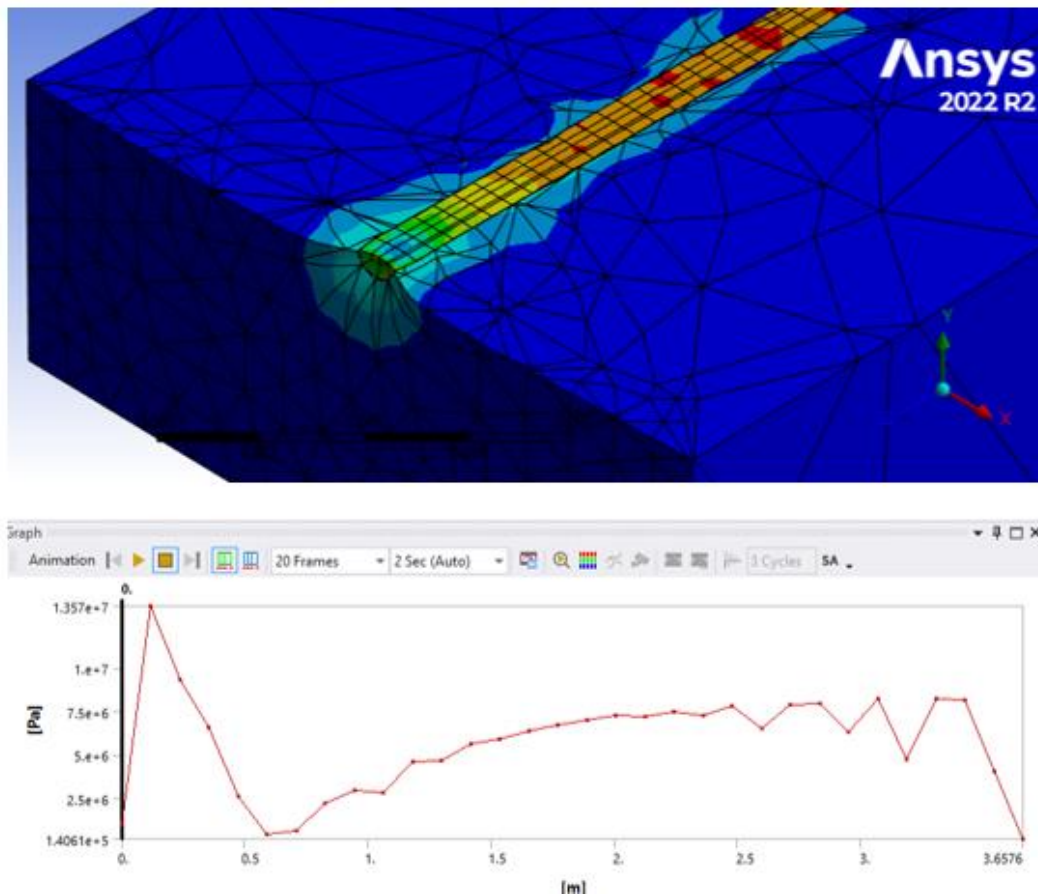 Ansys
2022 R2
Y
X
Graph
Animation 20 Frames 2 Sec (Auto) 3 Cycles SA
0.
1.357e+7
1.e+7
7.5e+6
5.e+6
2.5e+6
1.4061e+5
[Pa]
0. 0.5 1. 1.5 2. 2.5 3. 3.6576
[m]